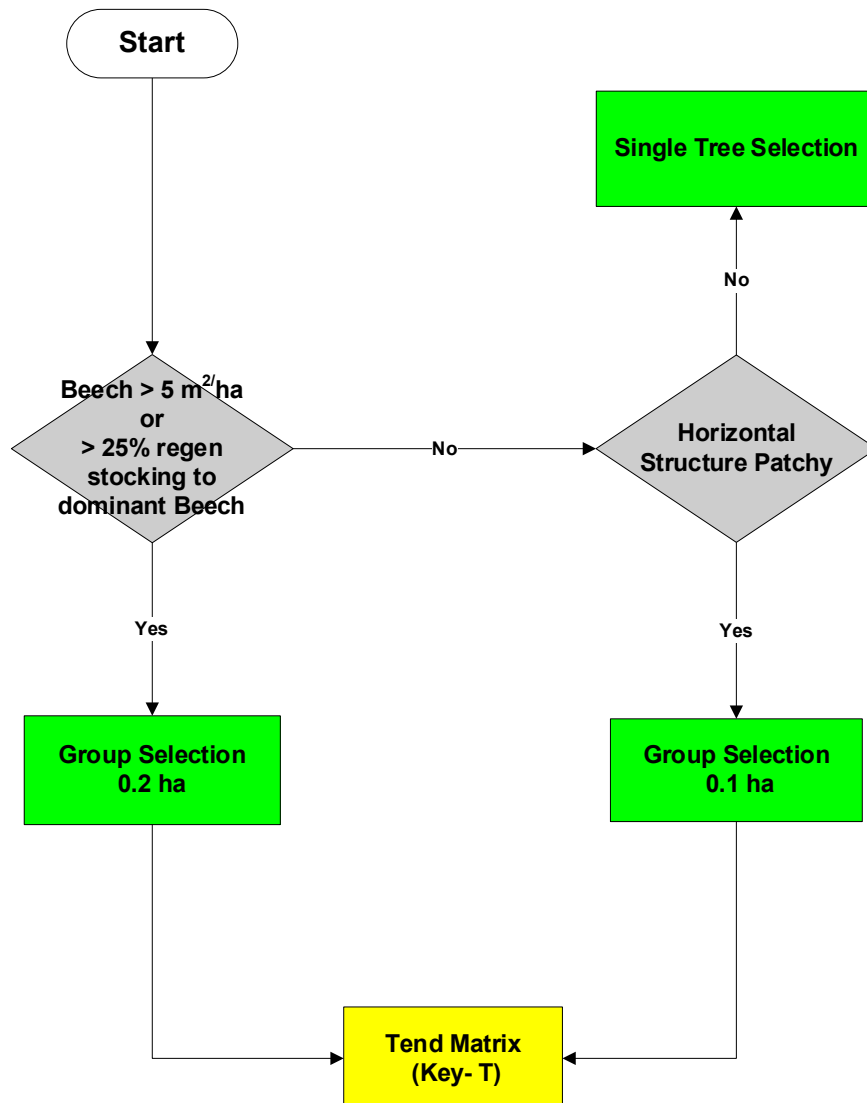 Start
Single Tree Selection
No
Beech > 5 m²/ha
or
> 25% regen
stocking to
dominant Beech
No
Horizontal
Structure Patchy
Yes
Yes
Group Selection
0.2 ha
Group Selection
0.1 ha
Tend Matrix
(Key- T)